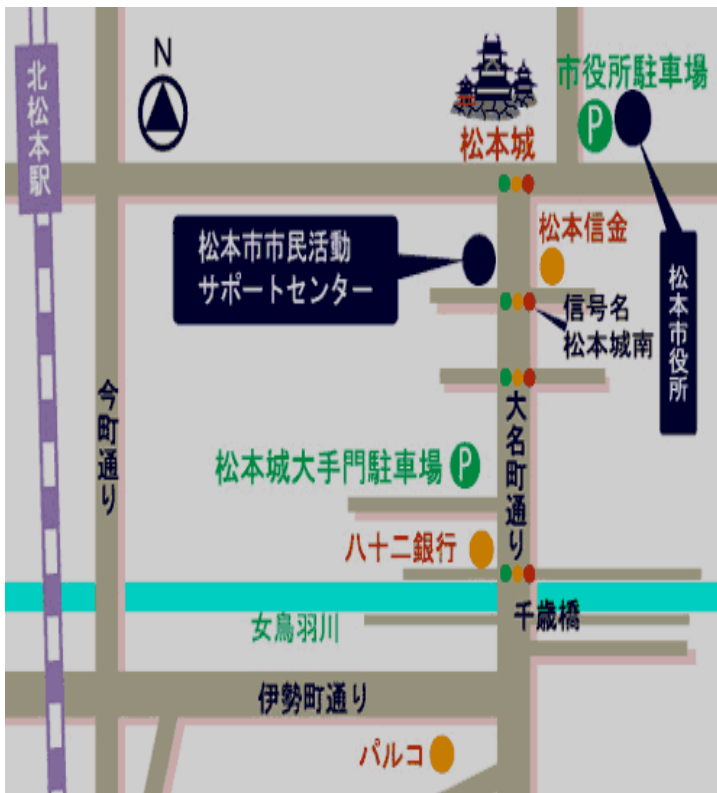 N
北松本駅
松本城
市役所駐車場
P
松本市市民活動
サポートセンター
松本信金
信号名
松本城南
松本市役所
今町通り
大名町通り
松本城大手門駐車場
P
八十二銀行
女鳥羽川
千歳橋
伊勢町通り
パルコ